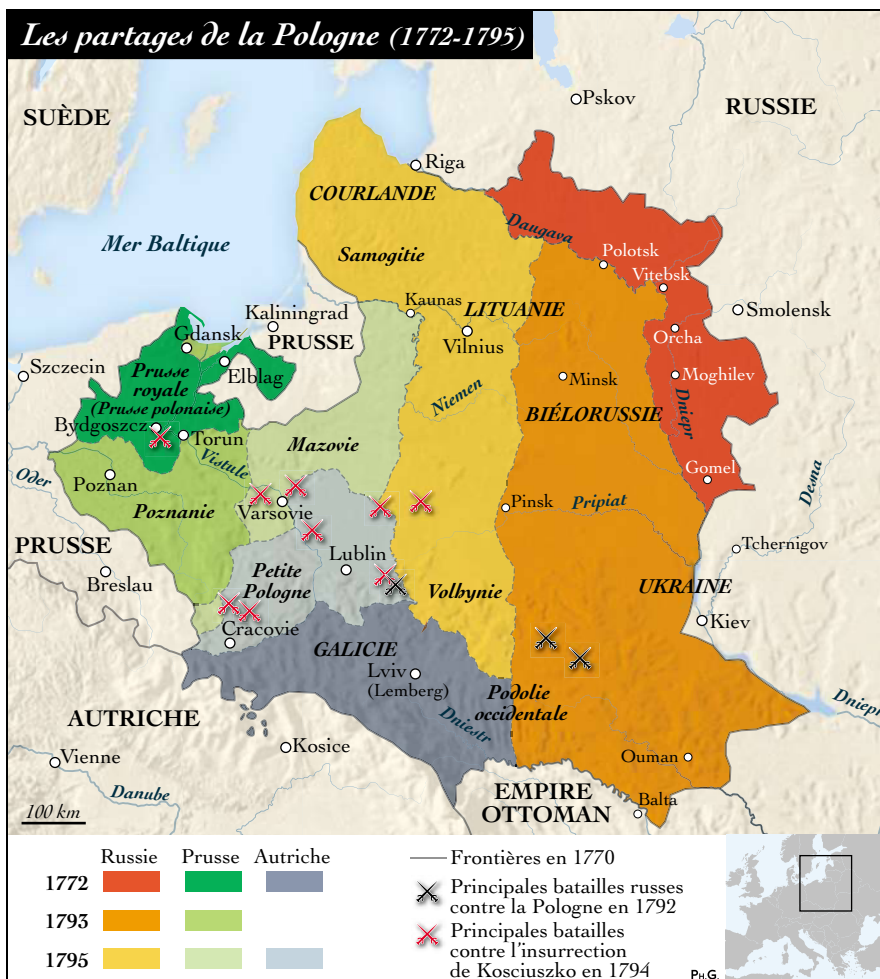 Les partages de la Pologne (1772-1795)
SUÈDE
Pskov
RUSSIE
Riga
COURLANDE
Daugava
Mer Baltique
Samogitie
Polotsk
Vitebsk
Kaliningrad
Kaunas
LITUANIE
Smolensk
Gdansk
PRUSSE
Vilnius
Orcha
Szczecin
Elblag
Prusse
royale
(Prusse polonaise)
Minsk
Moghilev
Niemen
BIÉLORUSSIE
Dniepr
Bydgoszcz
Torun
Mazovie
Vistule
Oder
Poznan
Gomel
Desna
Poznanie
Varsovie
Pinsk
Pripiat
PRUSSE
Lublin
Tchernigov
Breslau
Petite
Pologne
Volhynie
UKRAINE
Kiev
Cracovie
GALICIE
Lviv
(Lemberg)
Podolie
occidentale
Dniepr
AUTRICHE
Dniestr
Kosice
Vienne
Ouman
Danube
EMPIRE
OTTOMAN
Balta
100 km
Russie Prusse Autriche
1772
1793
1795
Frontières en 1770
Principales batailles russes
contre la Pologne en 1792
Principales batailles
contre l'insurrection
de Kosciuszko en 1794
Ph.G.